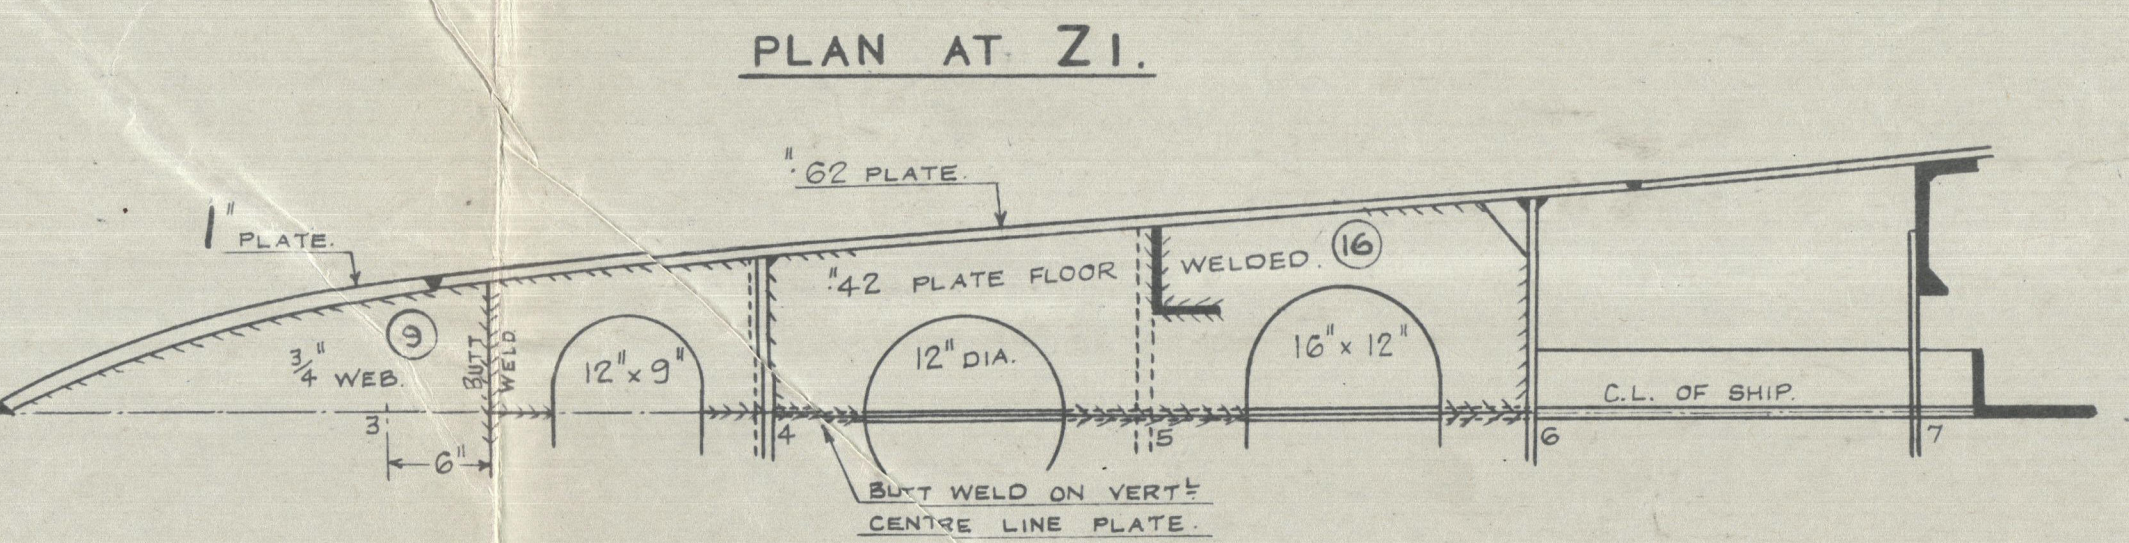 PLAN AT Z1.
".62 PLATE.
1" PLATE.
16
".42 PLATE FLOOR WELDED.
9
3/4" WEB.
BUTT
WELD
12" x 9"
12" DIA.
16" x 12"
C.L. OF SHIP.
3
4
5
6
7
6"
BUTT WELD ON VERTL
CENTRE LINE PLATE.